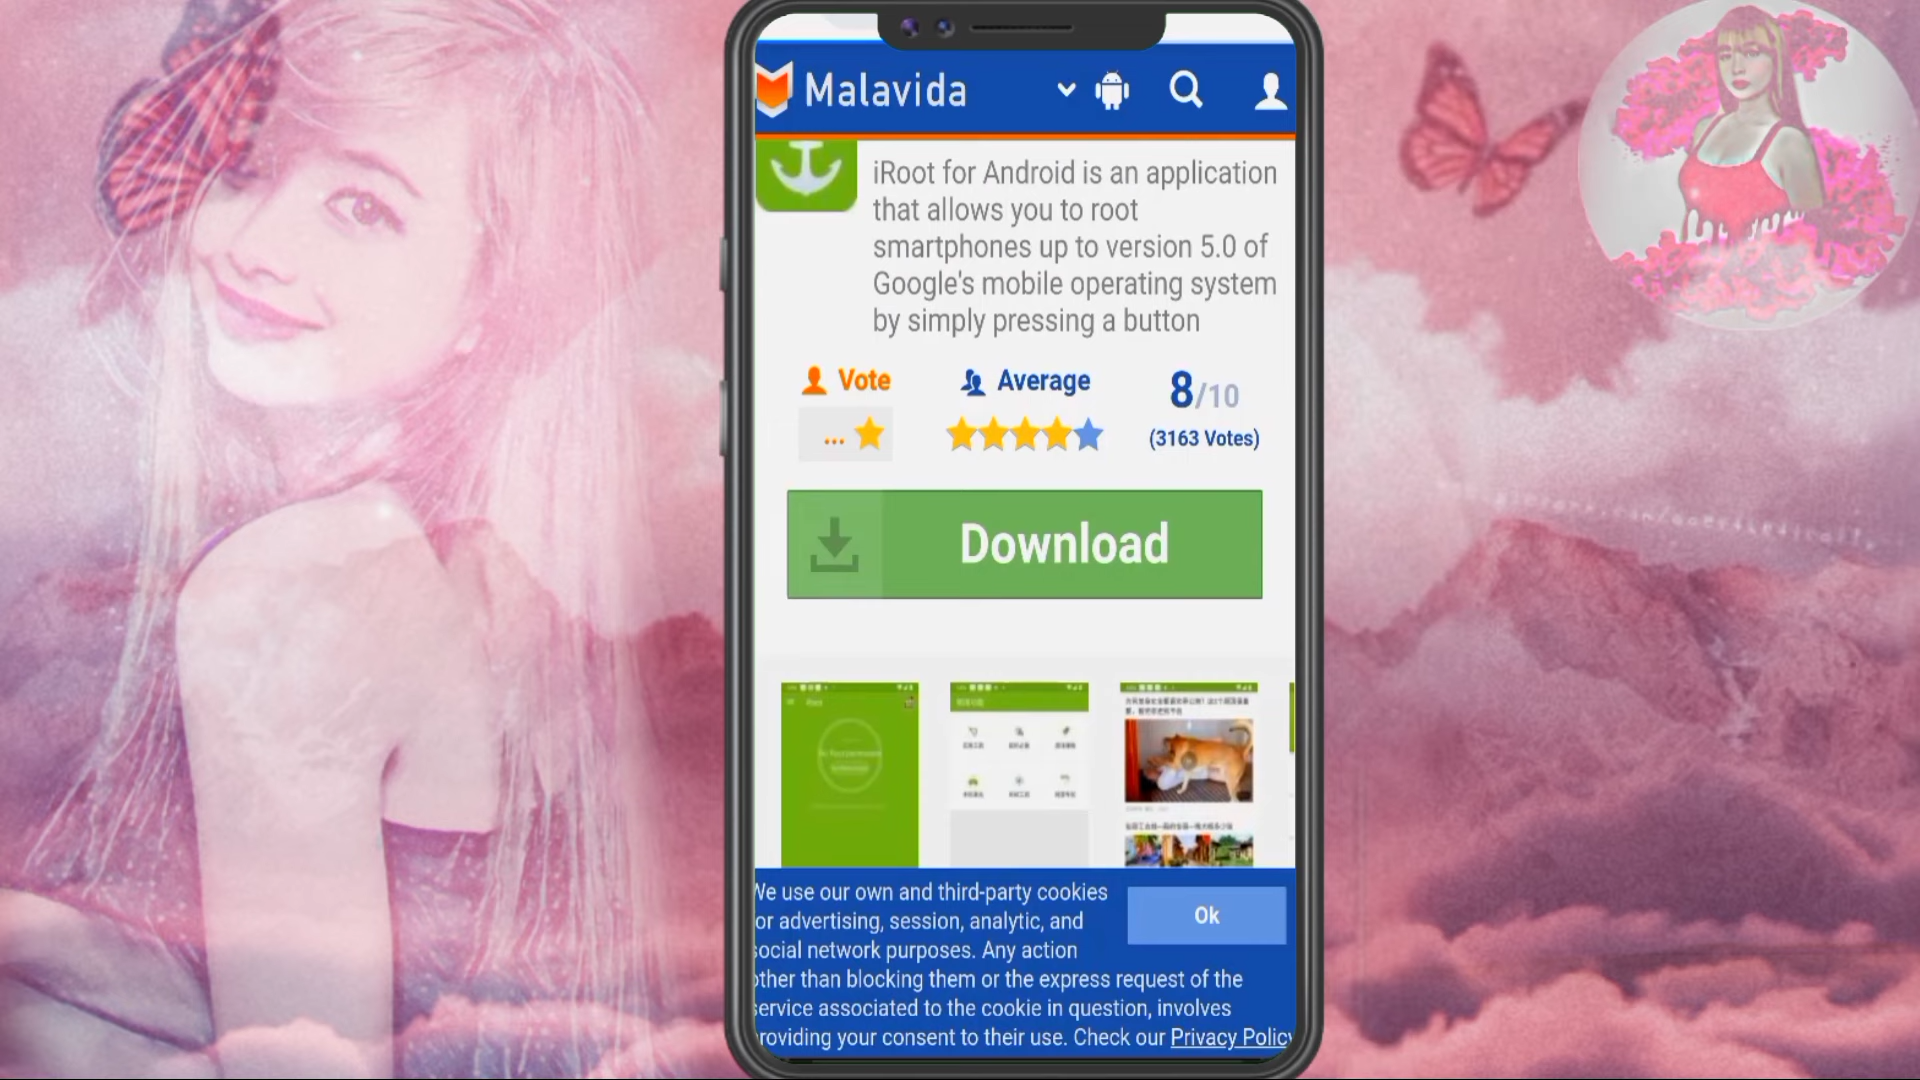 Malavida
iRoot for Android is an application
that allows you to root
smartphones up to version 5.0 of
Google's mobile operating system
by simply pressing a button
Vote
Average
8/10
...
(3163 Votes)
Download
We use our own and third-party cookies
or advertising, session, analytic, and
social network purposes. Any action
other than blocking them or the express request of the
service associated to the cookie in question, involves
roviding your consent to their use. Check our Privacy Policy
Ok